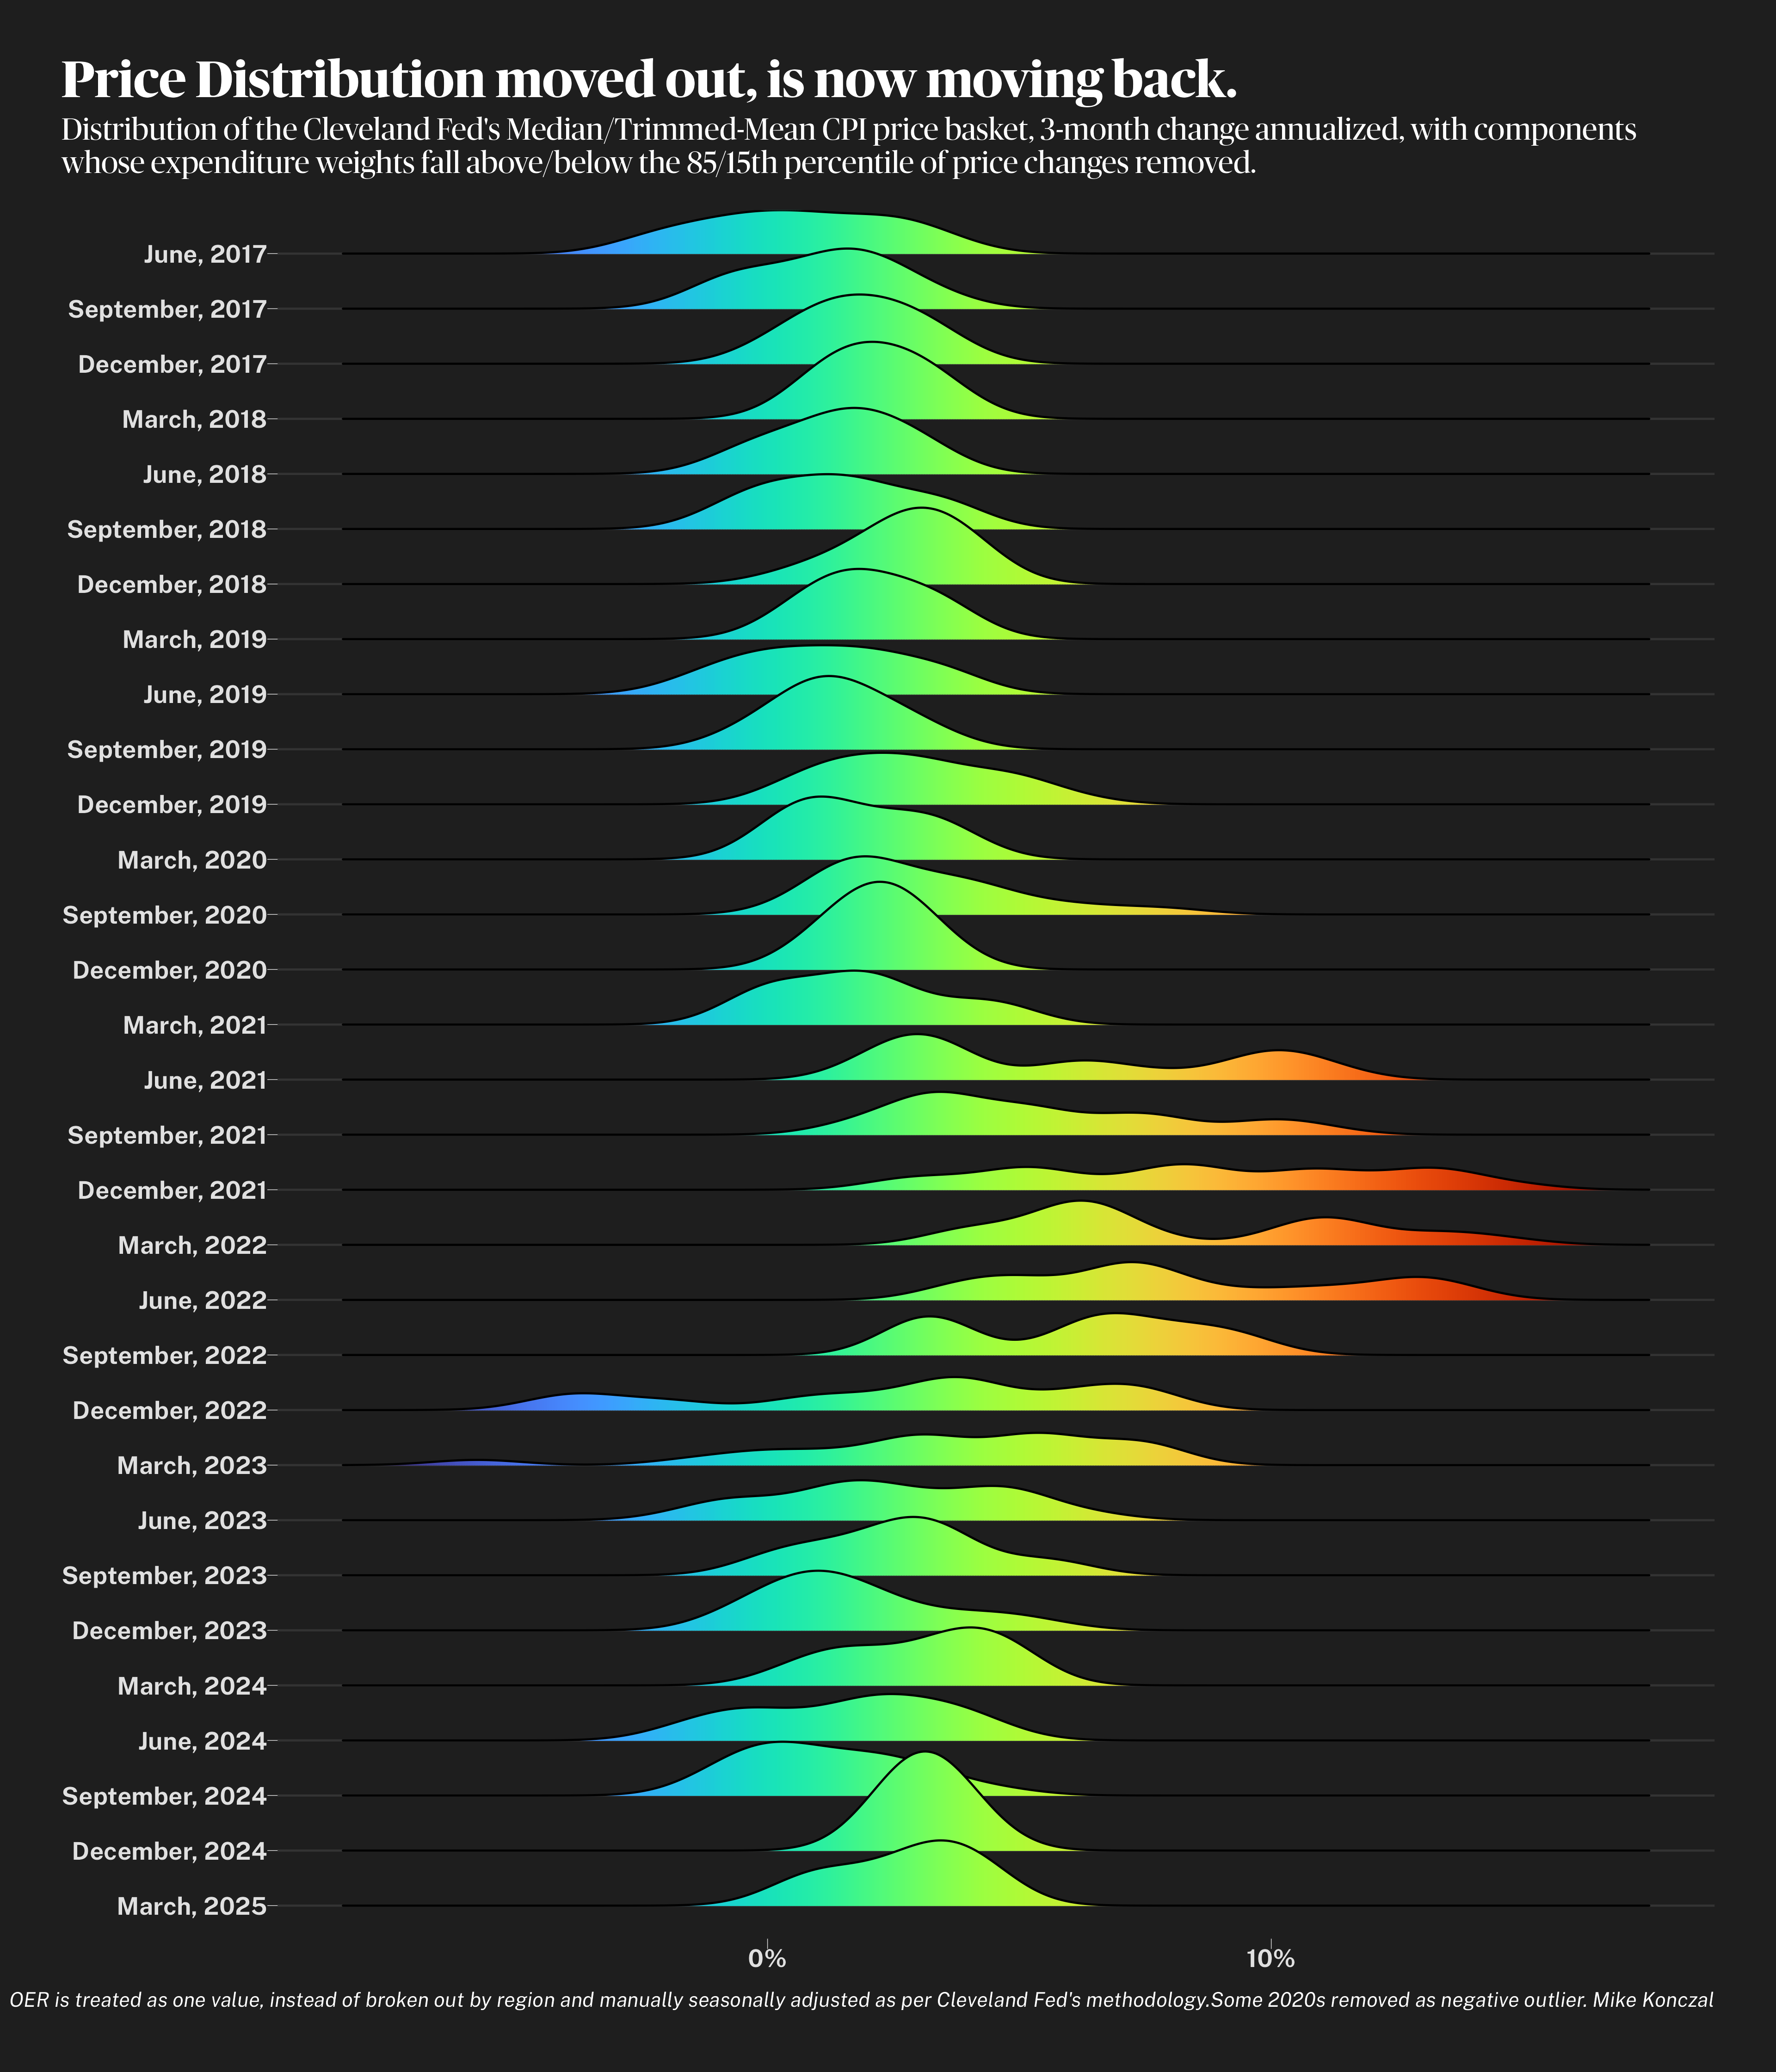 Price Distribution moved out, is now moving back.
Distribution of the Cleveland Fed's Median/Trimmed-Mean CPI price basket, 3-month change annualized, with components
whose expenditure weights fall above/below the 85/15th percentile of price changes removed.
June, 2017
September, 2017
December, 2017
March, 2018
June, 2018
September, 2018
December, 2018
March, 2019
June, 2019
September, 2019
December, 2019
March, 2020
September, 2020
December, 2020
March, 2021
June, 2021
September, 2021
December, 2021
March, 2022
June, 2022
September, 2022
December, 2022
March, 2023
June, 2023
September, 2023
December, 2023
March, 2024
June, 2024
September, 2024
December, 2024
March, 2025
0% 10%
OER is treated as one value, instead of broken out by region and manually seasonally adjusted as per Cleveland Fed's methodology.Some 2020s removed as negative outlier. Mike Konczal